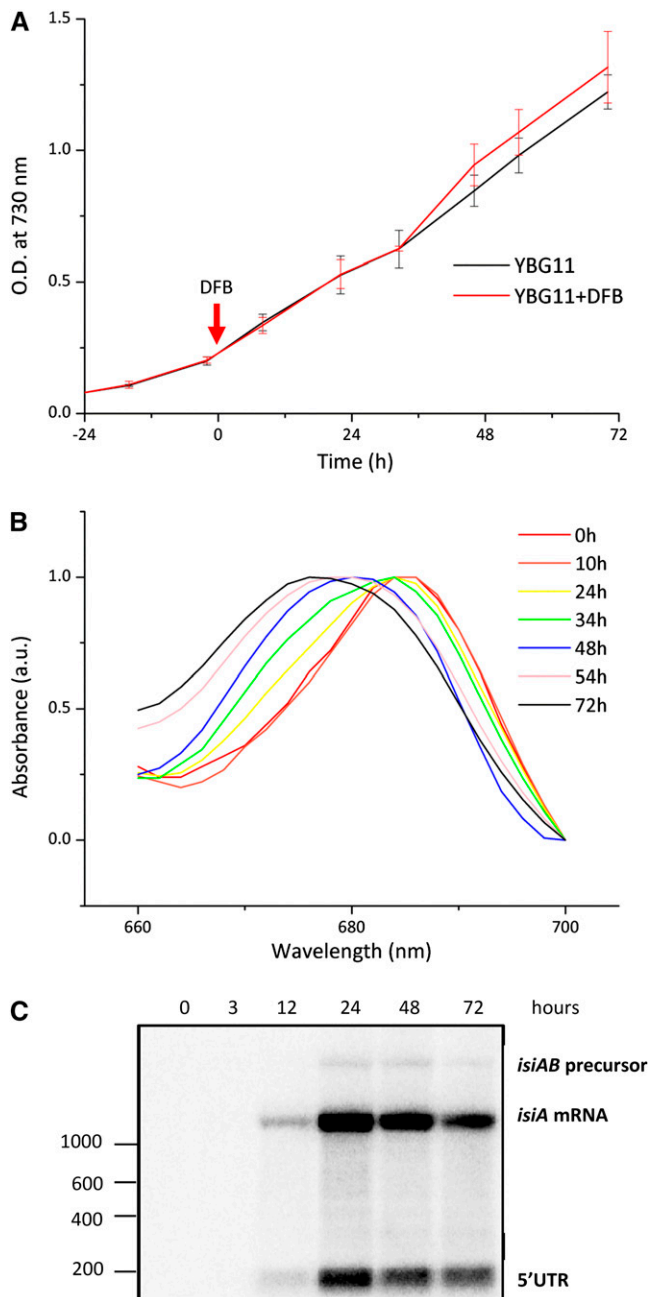 A
1.5
1.0
0.5
0.0
O.D. at 730 nm
DFB
YBG11
YBG11+DFB
-24 0 24 48 72
Time (h)
B
1.0
0.5
0.0
Absorbance (a.u.)
0h
10h
24h
34h
48h
54h
72h
660 680 700
Wavelength (nm)
C
0 3 12 24 48 72 hours
isiAB precursor
isiA mRNA
1000
600
400
200
5'UTR